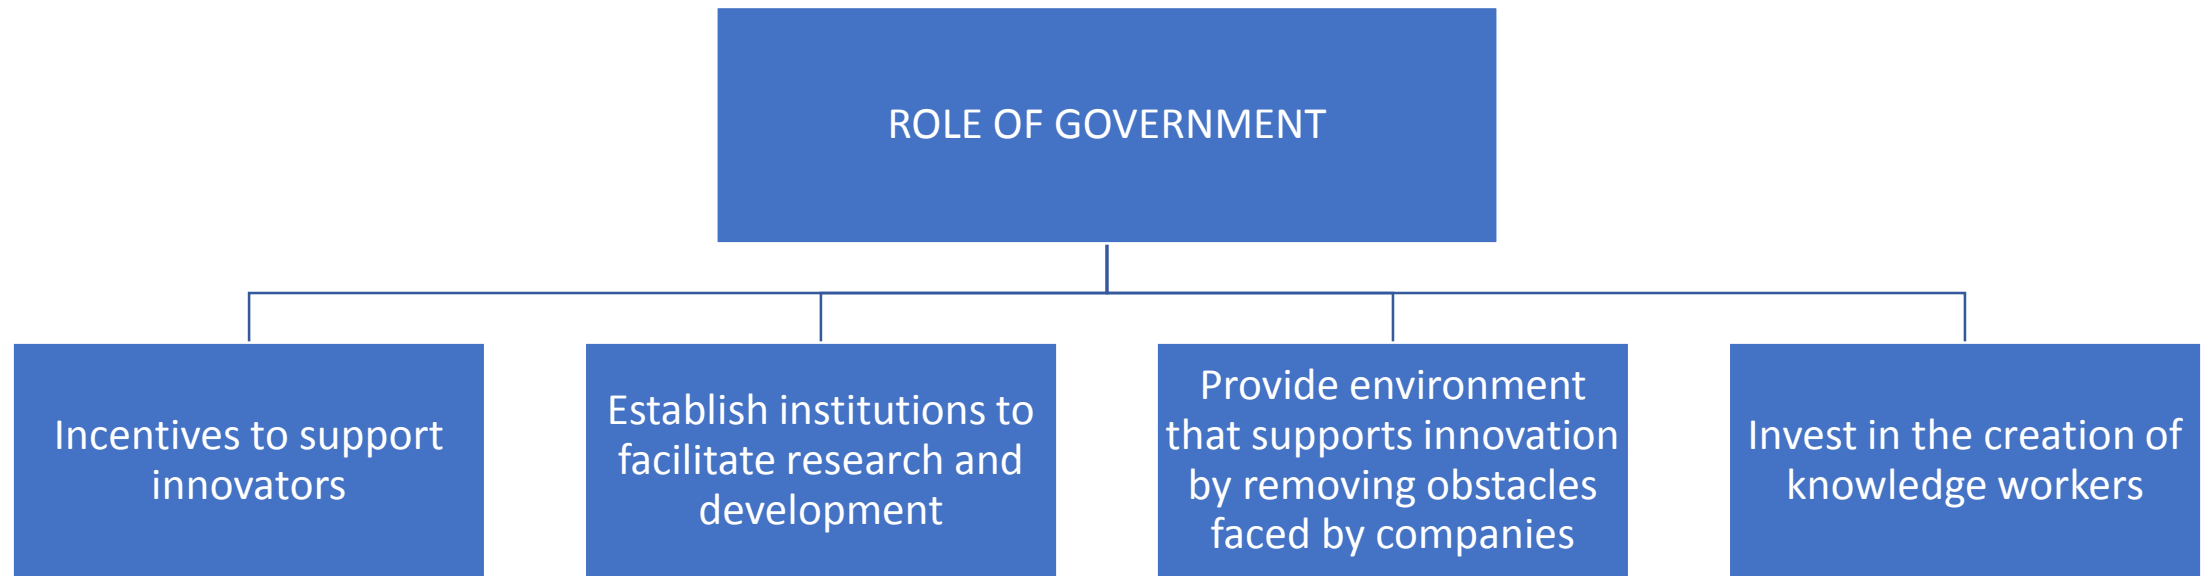 ROLE OF GOVERNMENT
Incentives to support
innovators
Establish institutions to
facilitate research and
development
Provide environment
that supports innovation
by removing obstacles
faced by companies
Invest in the creation of
knowledge workers